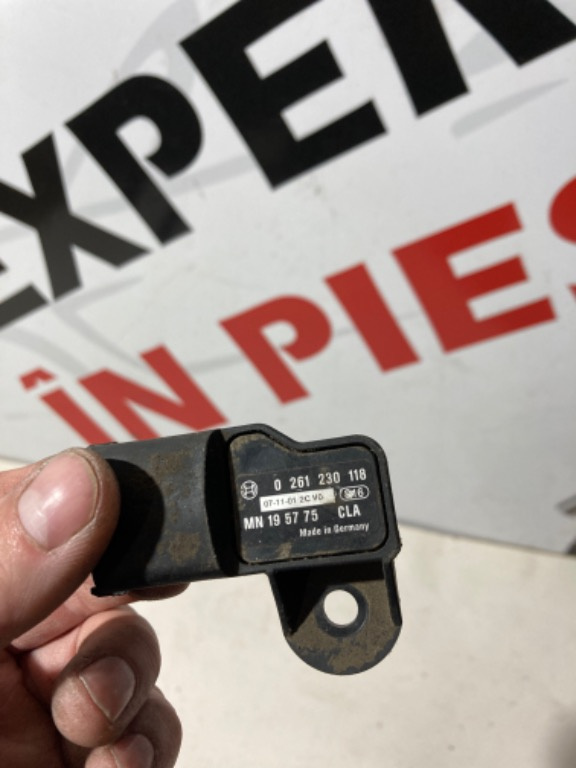 EXPER
ÎN PIES
0 261 230 118
07-11-01 2C V0
MN 19 57 75 CLA
Made in Germany